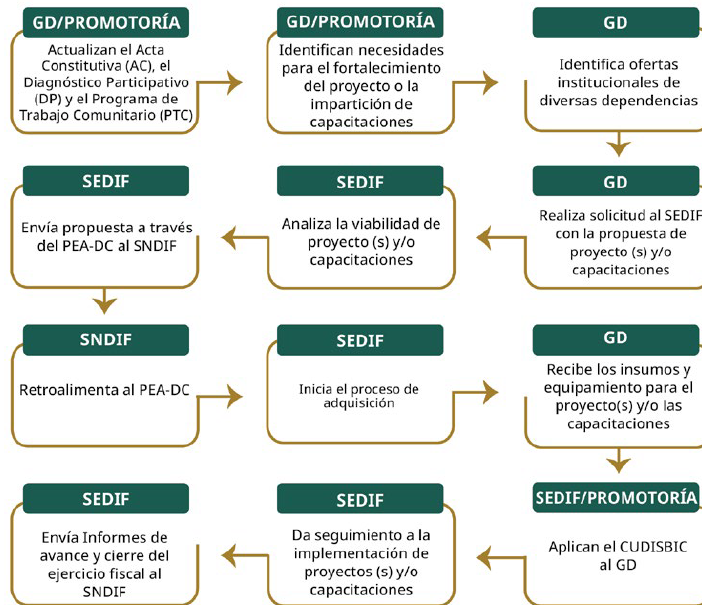 GD/PROMOTORÍA
Actualizan el Acta
Constitutiva (AC), el
Diagnóstico Participativo
(DP) y el Programa de
Trabajo Comunitario (PTC)
GD/PROMOTORÍA
Identifican necesidades
para el fortalecimiento
del proyecto o la
impartición de
capacitaciones
GD
Identifica ofertas
institucionales de
diversas dependencias
GD
Realiza solicitud al SEDIF
con la propuesta de
proyecto (s) y/o
capacitaciones
SEDIF
Analiza la viabilidad de
proyecto (s) y/o
capacitaciones
SEDIF
Envía propuesta a través
del PEA-DC al SNDIF
SNDIF
Retroalimenta al PEA-DC
SEDIF
Inicia el proceso de
adquisición
GD
Recibe los insumos y
equipamiento para el
proyecto(s) y/o las
capacitaciones
SEDIF/PROMOTORÍA
Aplican el CUDISBIC
al GD
SEDIF
Da seguimiento a la
implementación de
proyectos (s) y/o
capacitaciones
SEDIF
Envía Informes de
avance y cierre del
ejercicio fiscal al
SNDIF